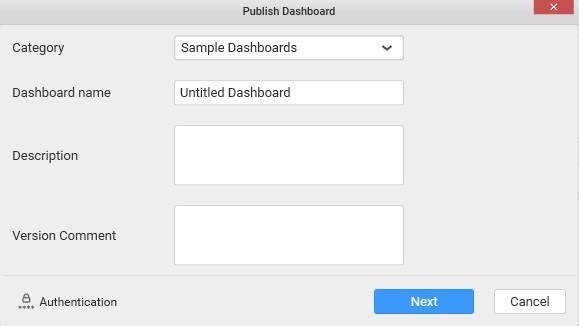 Publish Dashboard
Category
Sample Dashboards
Dashboard name
Untitled Dashboard
Description
Version Comment
Authentication
Next
Cancel